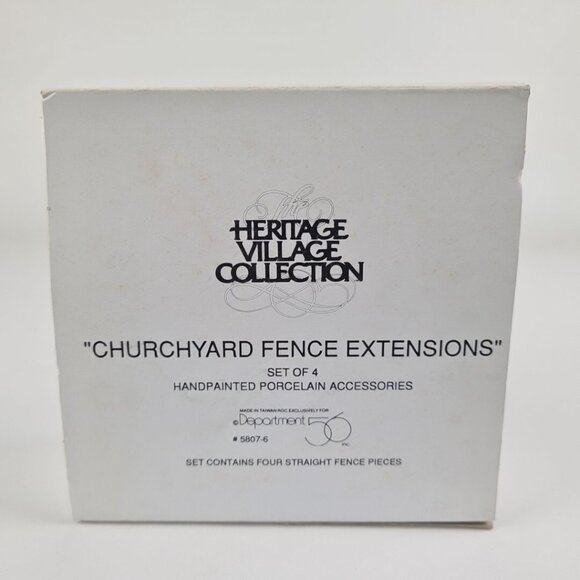 The
HERITAGE
VILLAGE
COLLECTION
"CHURCHYARD FENCE EXTENSIONS"
SET OF 4
HANDPAINTED PORCELAIN ACCESSORIES
MADE IN TAIWAN ROC EXCLUSIVELY FOR
© Department 56 INC.
# 5807-6
SET CONTAINS FOUR STRAIGHT FENCE PIECES